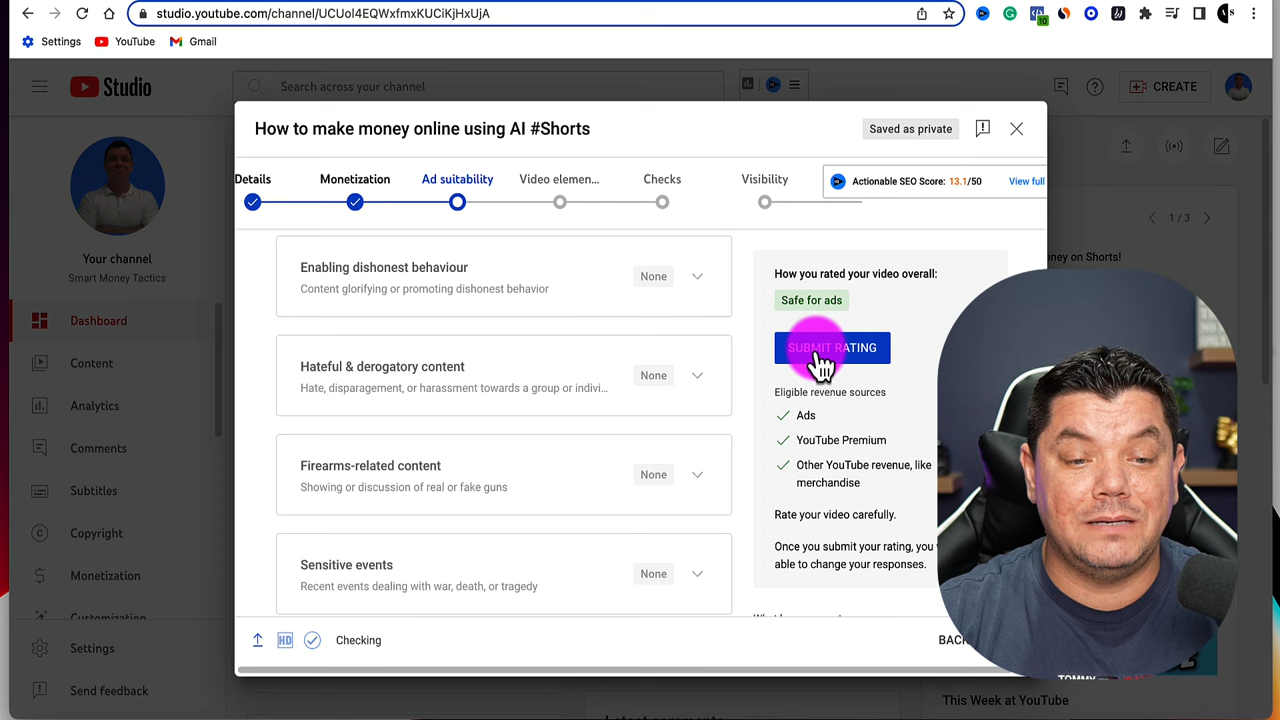 studio.youtube.com/channel/UCUol4EQWxfmxKUCiKjHxUjA
10
Settings YouTube Gmail
Studio
Search across your channel
CREATE
How to make money online using AI #Shorts
Saved as private
Details Monetization Ad suitability Video elemen... Checks Visibility
Actionable SEO Score: 13.1/50 View full
Your channel
Smart Money Tactics
Dashboard
Content
Analytics
Comments
Subtitles
Copyright
Monetization
Customization
Settings
Send feedback
Enabling dishonest behaviour
Content glorifying or promoting dishonest behavior
None
Hateful & derogatory content
Hate, disparagement, or harassment towards a group or indivi...
None
Firearms-related content
Showing or discussion of real or fake guns
None
Sensitive events
Recent events dealing with war, death, or tragedy
None
How you rated your video overall:
Safe for ads
SUBMIT RATING
Eligible revenue sources
Ads
YouTube Premium
Other YouTube revenue, like
merchandise
Rate your video carefully.
Once you submit your rating, you
able to change your responses.
HD Checking
BACK
1 / 3
ney on Shorts!
TOMMY
This Week at YouTube
Latest comments